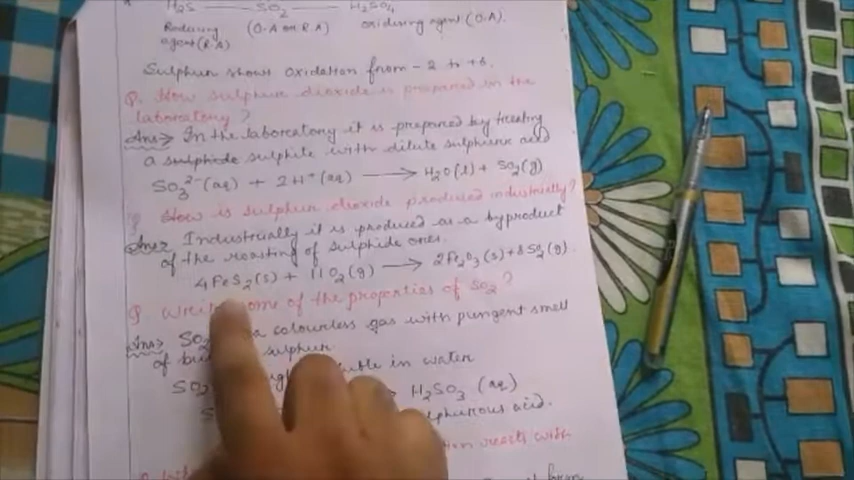 H₂S ——— SO₂ ——— H₂SO₄
Reducing (O.A or R.A) oxidising agent (O.A).
agent (R.A)
Sulphur shows oxidation from -2 to +6.
Q. How sulphur dioxide is prepared in the
laboratory?
Ans⇒ In the laboratory it is prepared by treating
a sulphide sulphite with dilute sulphuric acid
SO₃²⁻(aq) + 2H⁺(aq) ⟶ H₂O(l) + SO₂(g)
Q How is sulphur dioxide produced industrially?
Ans⇒ Industrially it is produced as a byproduct
of the roasting of sulphide ores.
4FeS₂(s) + 11O₂(g) ⟶ 2Fe₂O₃(s) + 8SO₂(g).
Q Write some of the properties of SO₂?
Ans⇒ SO₂ a colourless gas with pungent smell
of sulphur
soluble in water
SO₂ H₂SO₃ (aq)
sulphurous acid.
reacts with